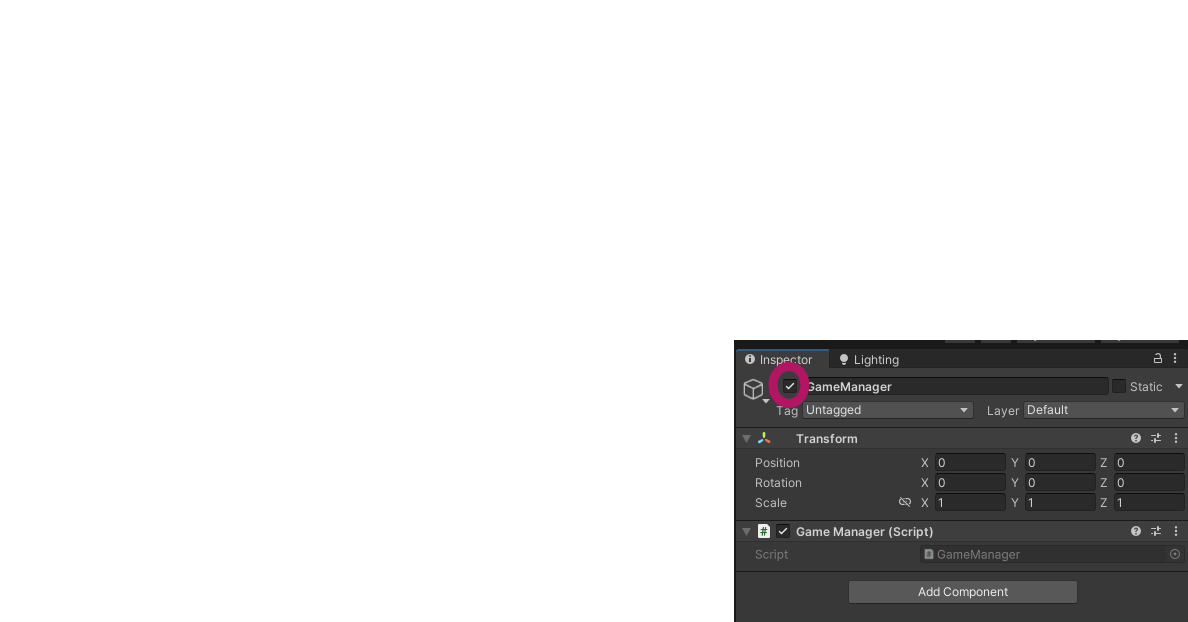 Inspector Lighting
GameManager Static
Tag Untagged Layer Default
Transform
Position X 0 Y 0 Z 0
Rotation X 0 Y 0 Z 0
Scale X 1 Y 1 Z 1
# Game Manager (Script)
Script GameManager
Add Component